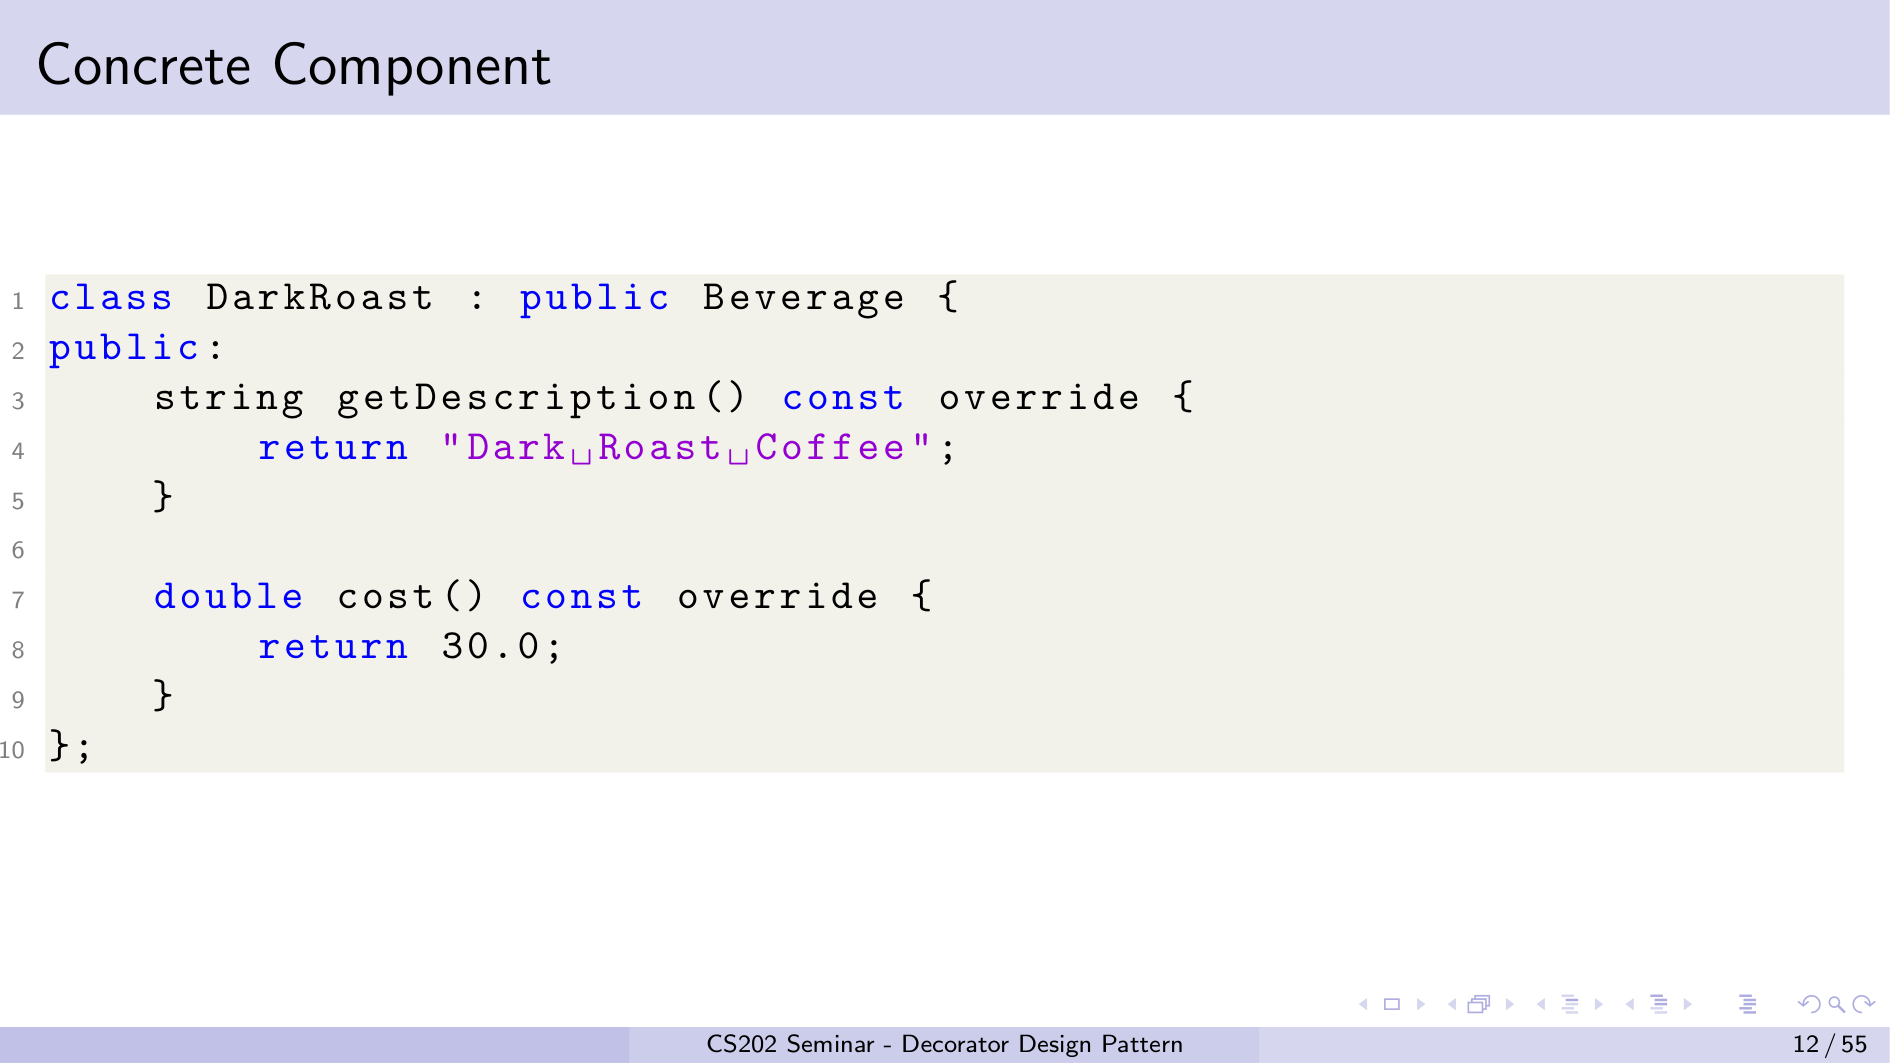 Concrete Component
1 class DarkRoast : public Beverage {
2 public:
3     string getDescription() const override {
4         return "Dark␣Roast␣Coffee";
5     }
6
7     double cost() const override {
8         return 30.0;
9     }
10 };
CS202 Seminar - Decorator Design Pattern
12 / 55